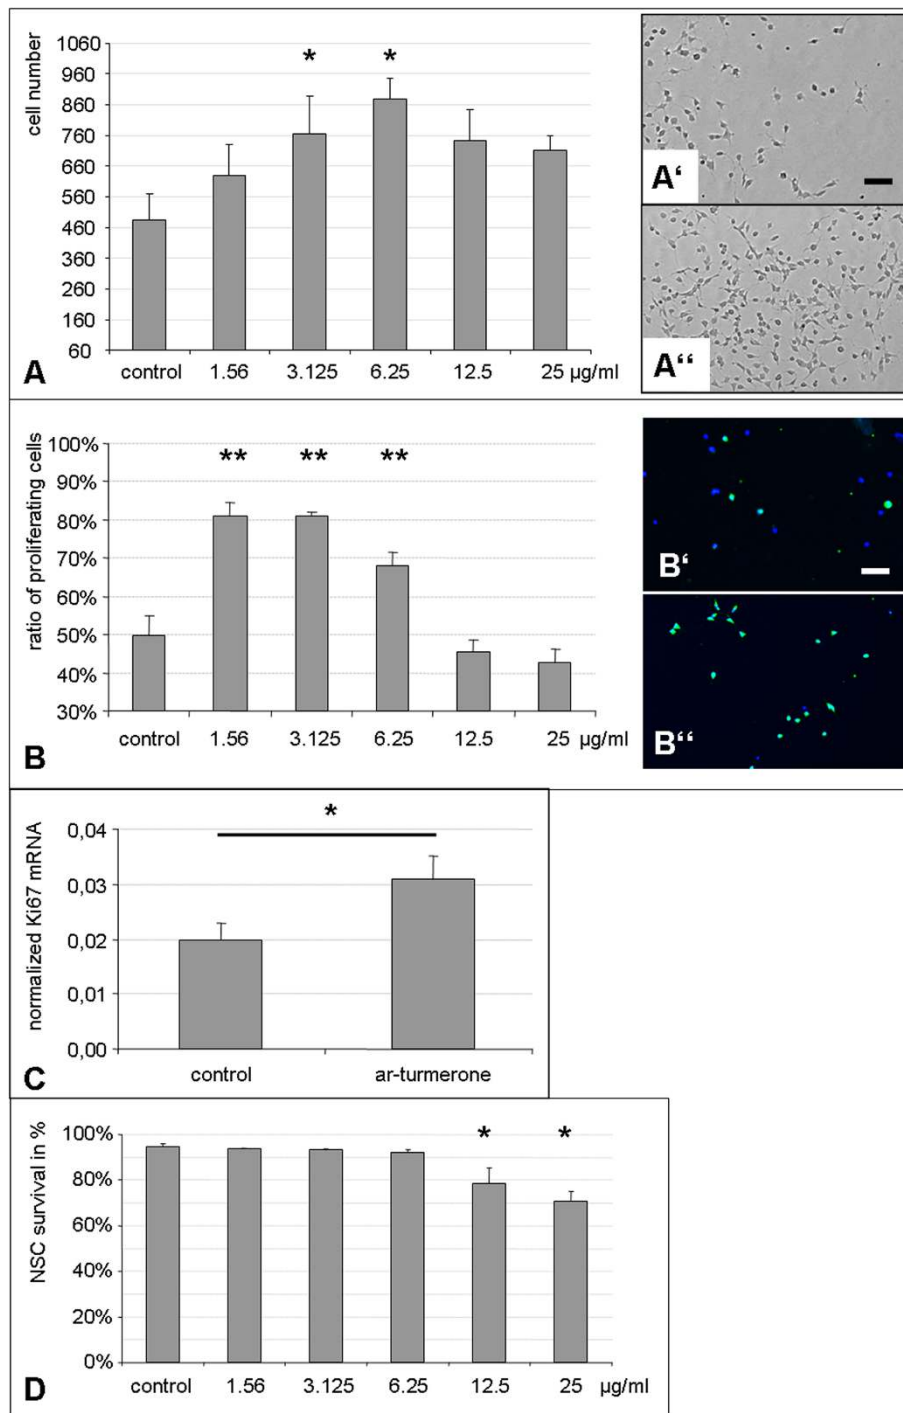 cell number
1060
960
860
760
660
560
460
360
260
160
60
* *
control 1.56 3.125 6.25 12.5 25 µg/ml
A
A‘
A‘‘
ratio of proliferating cells
100%
90%
80%
70%
60%
50%
40%
30%
** ** **
control 1.56 3.125 6.25 12.5 25 µg/ml
B
B‘
B‘‘
normalized Ki67 mRNA
0,04
0,03
0,02
0,01
0,00
*
control ar-turmerone
C
NSC survival in %
100%
80%
60%
40%
20%
0%
* *
control 1.56 3.125 6.25 12.5 25 µg/ml
D